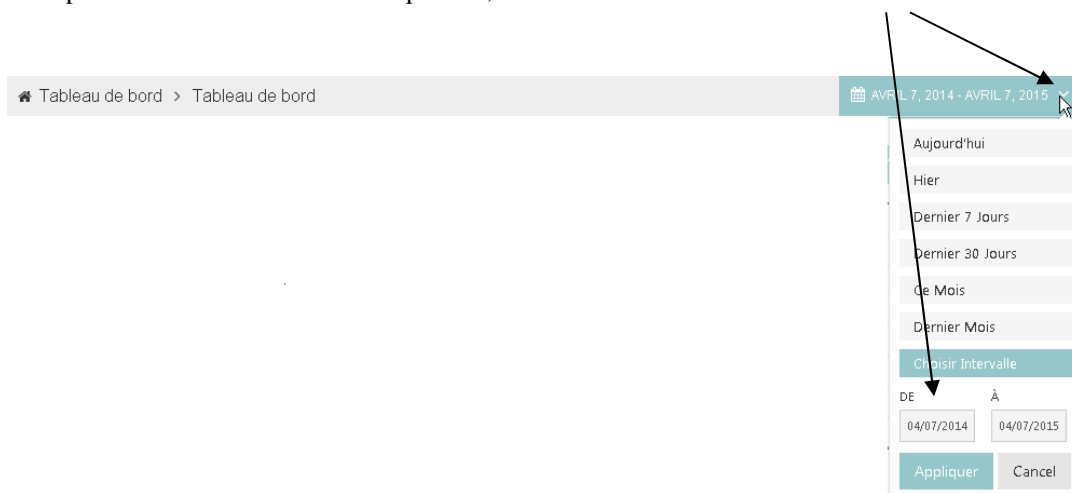 Tableau de bord > Tableau de bord
AVRIL 7, 2014 - AVRIL 7, 2015
Aujourd'hui
Hier
Dernier 7 Jours
Dernier 30 Jours
Ce Mois
Dernier Mois
Choisir Intervalle
DE À
04/07/2014 04/07/2015
Appliquer Cancel